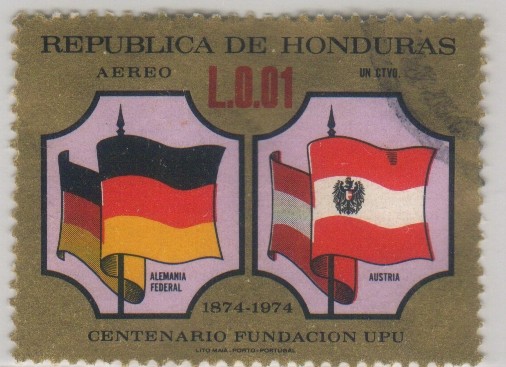 REPUBLICA DE HONDURAS
AEREO
L.0.01
UN CTVO.
ALEMANIA
FEDERAL
AUSTRIA
1874-1974
CENTENARIO FUNDACION UPU
LITO MAIA-PORTO-PORTUGAL